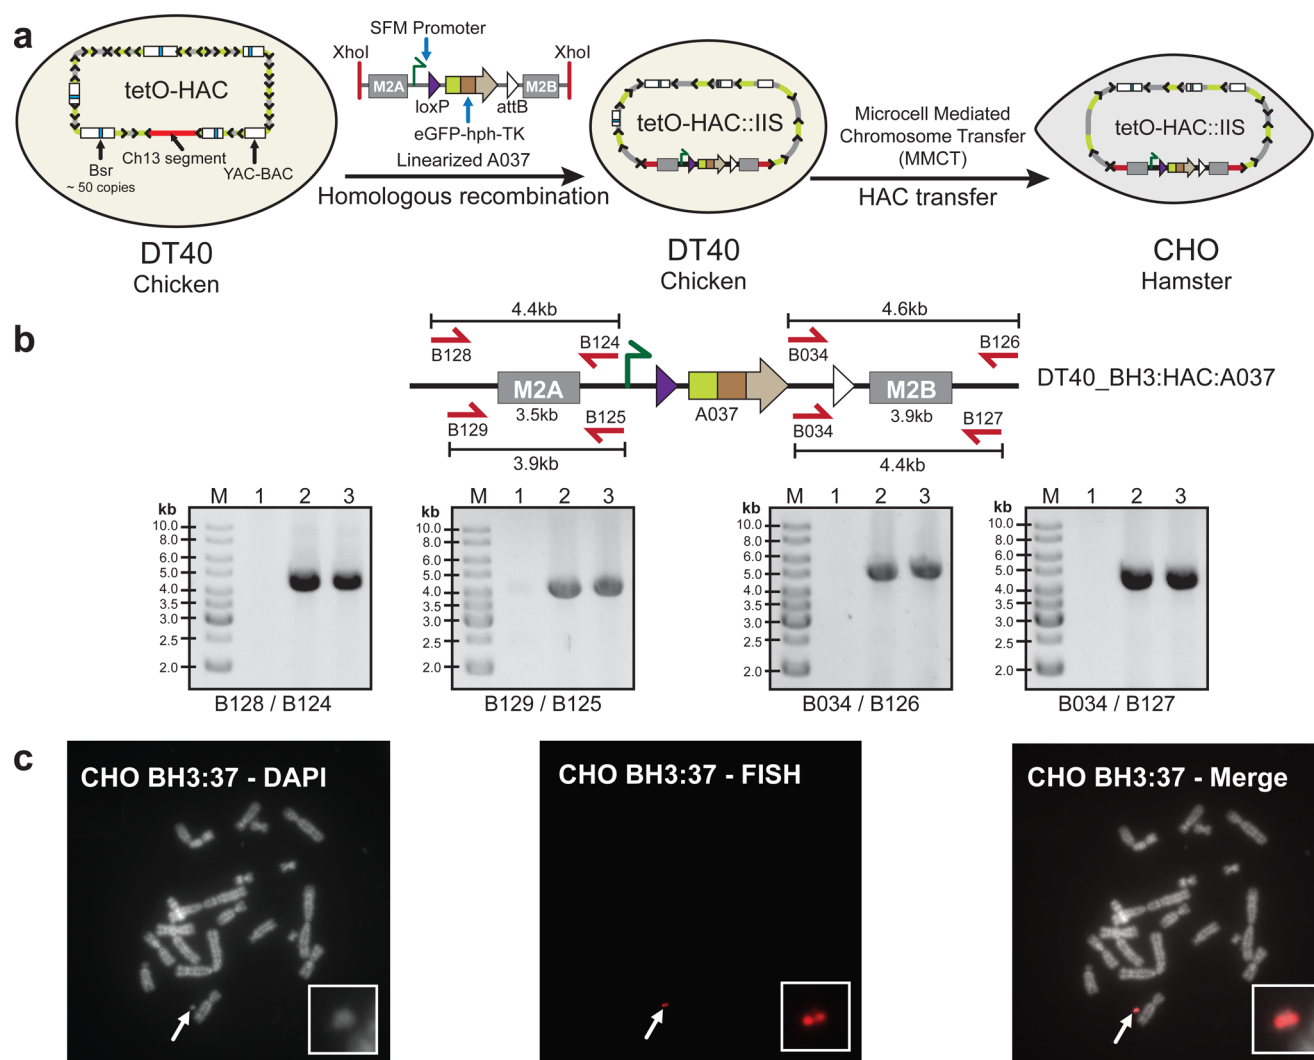 a
tetO-HAC
Bsr
~ 50 copies
Ch13 segment
YAC-BAC
DT40
Chicken
SFM Promoter
XhoI
XhoI
M2A
M2B
loxP
attB
eGFP-hph-TK
Linearized A037
Homologous recombination
tetO-HAC::IIS
DT40
Chicken
Microcell Mediated
Chromosome Transfer
(MMCT)
HAC transfer
tetO-HAC::IIS
CHO
Hamster
b
4.4kb
4.6kb
B128
B124
B034
B126
M2A
M2B
DT40_BH3:HAC:A037
3.5kb
A037
3.9kb
B129
B125
B034
B127
3.9kb
4.4kb
kb M 1 2 3
10.0
8.0
6.0
5.0
4.0
3.5
3.0
2.5
2.0
B128 / B124
kb M 1 2 3
10.0
8.0
6.0
5.0
4.0
3.5
3.0
2.5
2.0
B129 / B125
kb M 1 2 3
10.0
8.0
6.0
5.0
4.0
3.5
3.0
2.5
2.0
B034 / B126
kb M 1 2 3
10.0
8.0
6.0
5.0
4.0
3.5
3.0
2.5
2.0
B034 / B127
c
CHO BH3:37 - DAPI
CHO BH3:37 - FISH
CHO BH3:37 - Merge